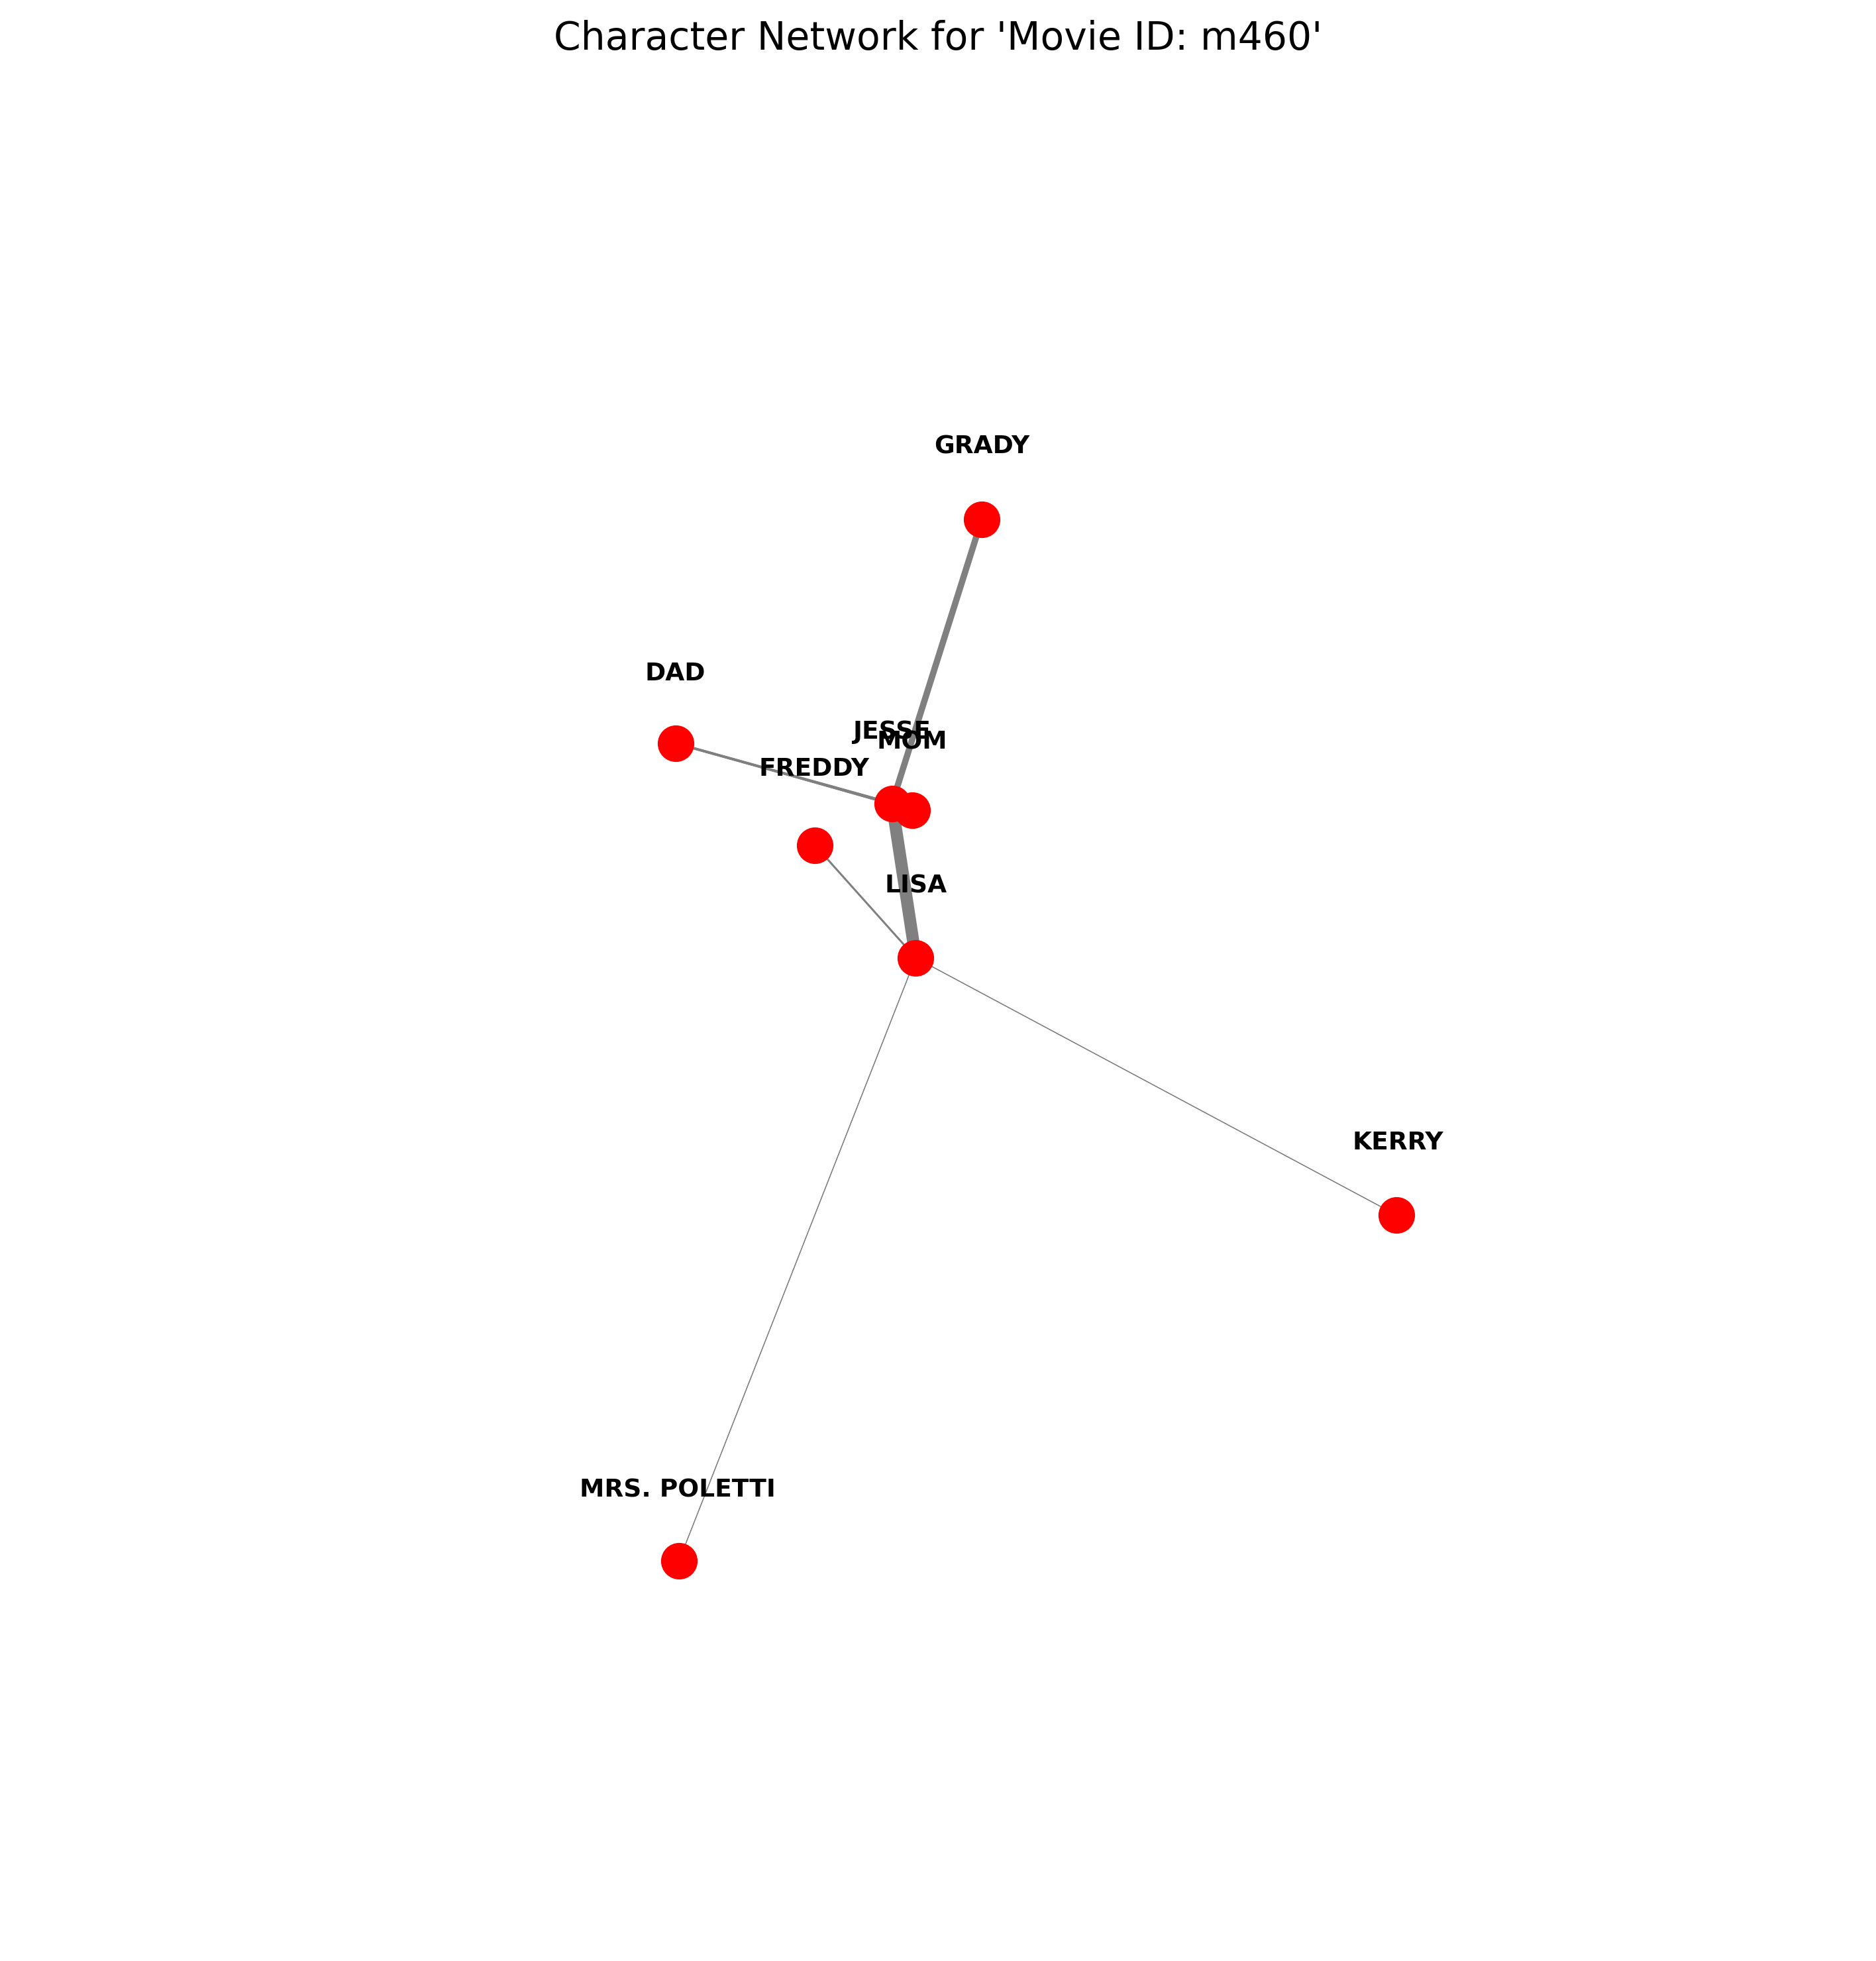 Character Network for 'Movie ID: m460'
GRADY
DAD
JESSE
MOM
FREDDY
LISA
KERRY
MRS. POLETTI